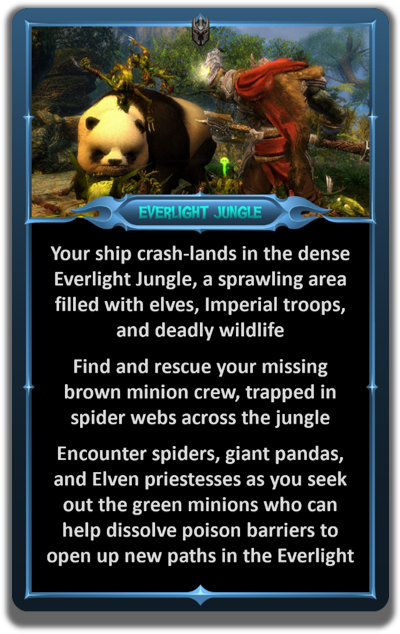 EVERLIGHT JUNGLE
Your ship crash-lands in the dense
Everlight Jungle, a sprawling area
filled with elves, Imperial troops,
and deadly wildlife
Find and rescue your missing
brown minion crew, trapped in
spider webs across the jungle
Encounter spiders, giant pandas,
and Elven priestesses as you seek
out the green minions who can
help dissolve poison barriers to
open up new paths in the Everlight